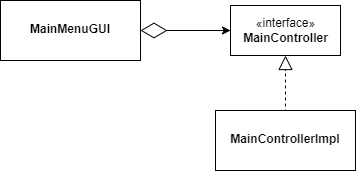 MainMenuGUI
«interface»
MainController
MainControllerImpl